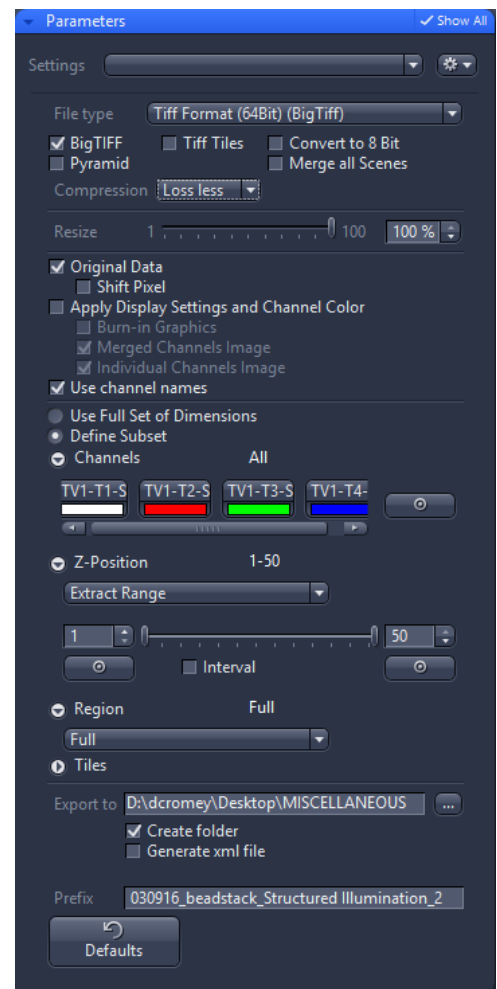 Parameters Show All
Settings
File type Tiff Format (64Bit) (BigTiff)
BigTIFF Tiff Tiles Convert to 8 Bit
Pyramid Merge all Scenes
Compression Loss less
Resize 1 100 100 %
Original Data
Shift Pixel
Apply Display Settings and Channel Color
Burn-in Graphics
Merged Channels Image
Individual Channels Image
Use channel names
Use Full Set of Dimensions
Define Subset
Channels All
TV1-T1-S TV1-T2-S TV1-T3-S TV1-T4-
Z-Position 1-50
Extract Range
1 50
Interval
Region Full
Full
Tiles
Export to D:\dcromey\Desktop\MISCELLANEOUS ...
Create folder
Generate xml file
Prefix 030916_beadstack_Structured Illumination_2
Defaults